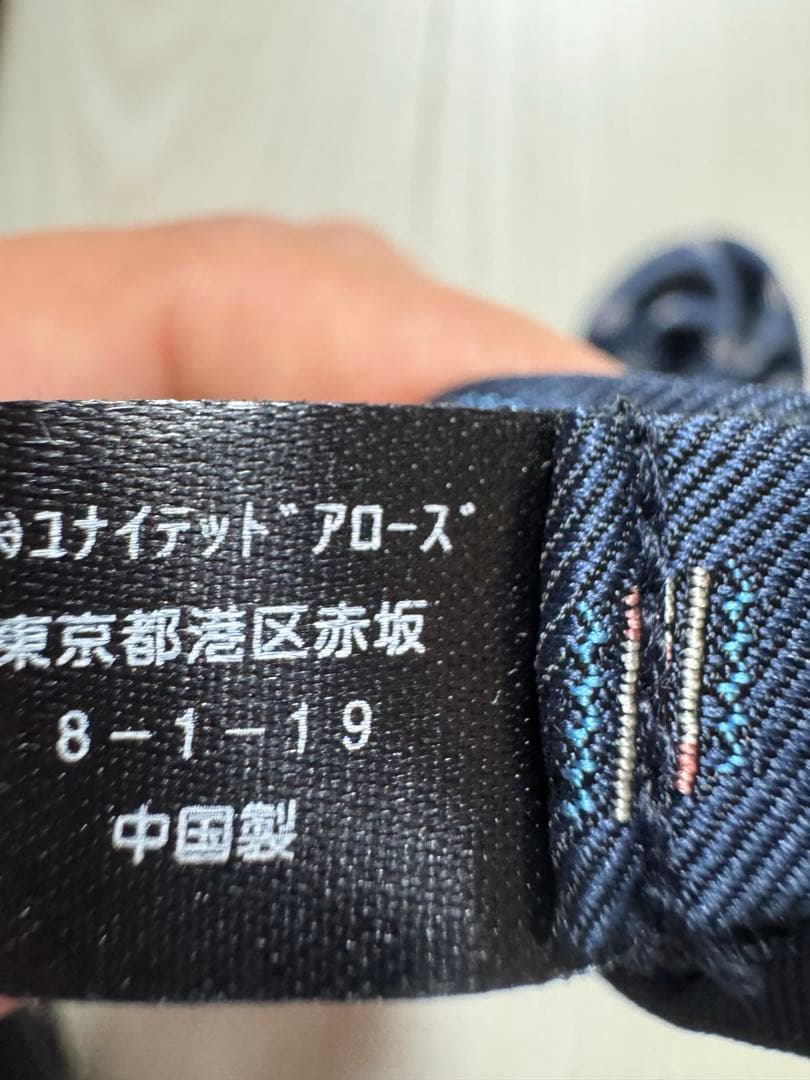 ユナイテッドアローズ
東京都港区赤坂
8-1-19
中国製